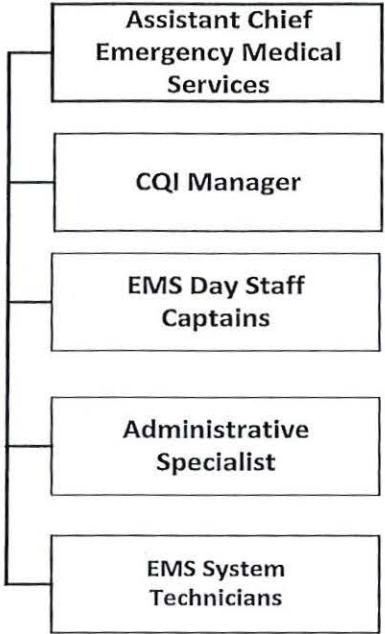 Assistant Chief
Emergency Medical
Services
CQI Manager
EMS Day Staff
Captains
Administrative
Specialist
EMS System
Technicians